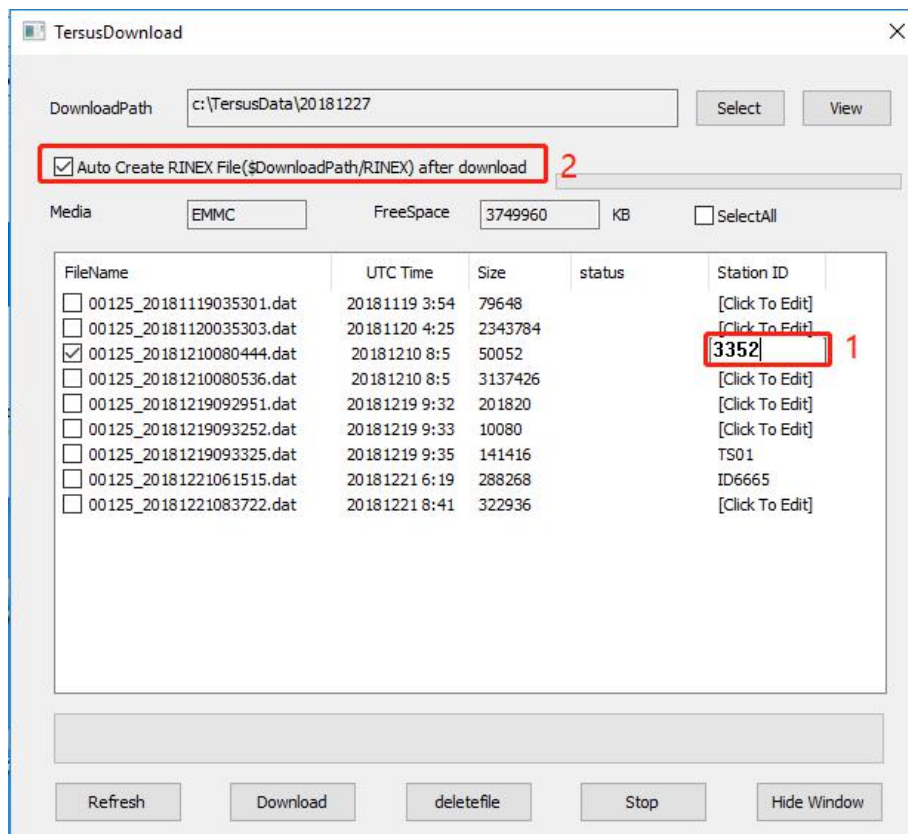 TersusDownload
DownloadPath c:\TersusData\20181227 Select View
Auto Create RINEX File($DownloadPath/RINEX) after download 2
Media EMMC FreeSpace 3749960 KB SelectAll
FileName UTC Time Size status Station ID
00125_20181119035301.dat 20181119 3:54 79648 [Click To Edit]
00125_20181120035303.dat 20181120 4:25 2343784 [Click To Edit]
00125_20181210080444.dat 20181210 8:5 50052 3352 1
00125_20181210080536.dat 20181210 8:5 3137426 [Click To Edit]
00125_20181219092951.dat 20181219 9:32 201820 [Click To Edit]
00125_20181219093252.dat 20181219 9:33 10080 [Click To Edit]
00125_20181219093325.dat 20181219 9:35 141416 TS01
00125_20181221061515.dat 20181221 6:19 288268 ID6665
00125_20181221083722.dat 20181221 8:41 322936 [Click To Edit]
Refresh Download deletefile Stop Hide Window